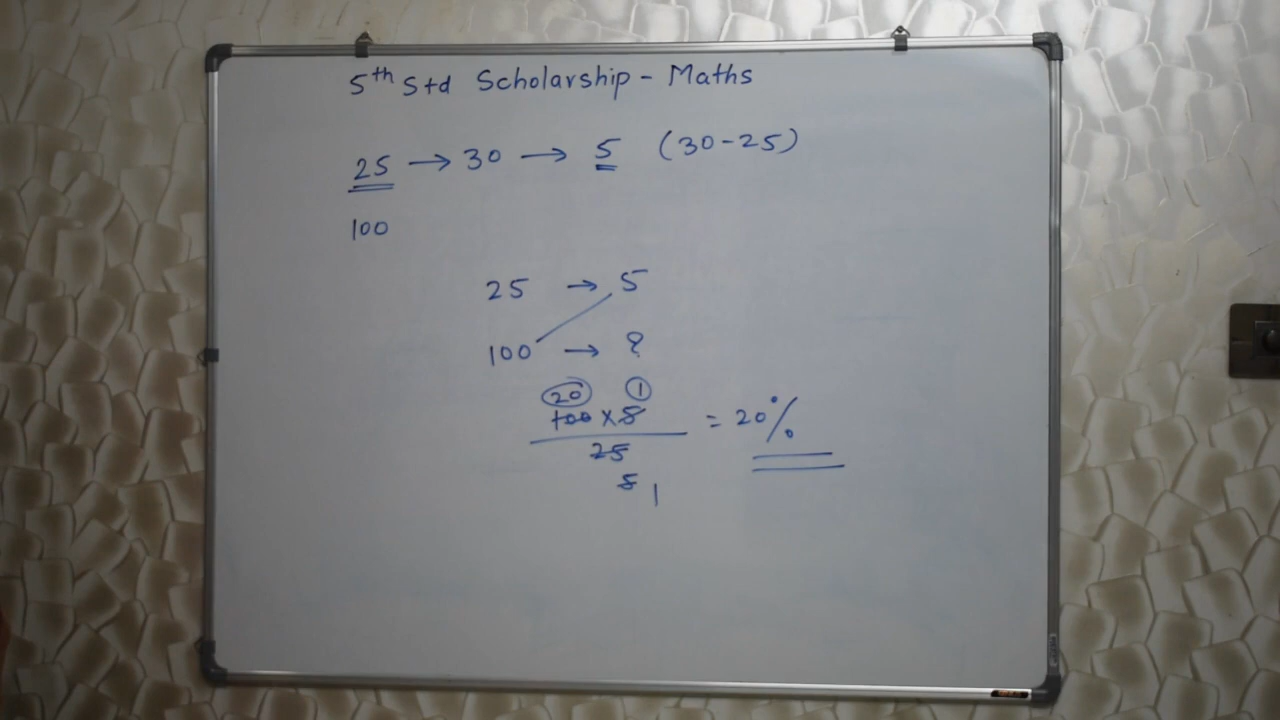 5th Std Scholarship - Maths
25 → 30 → 5 (30-25)
100
25 → 5
100 → ?
20 1
100 x 5 = 20%
25
5 1